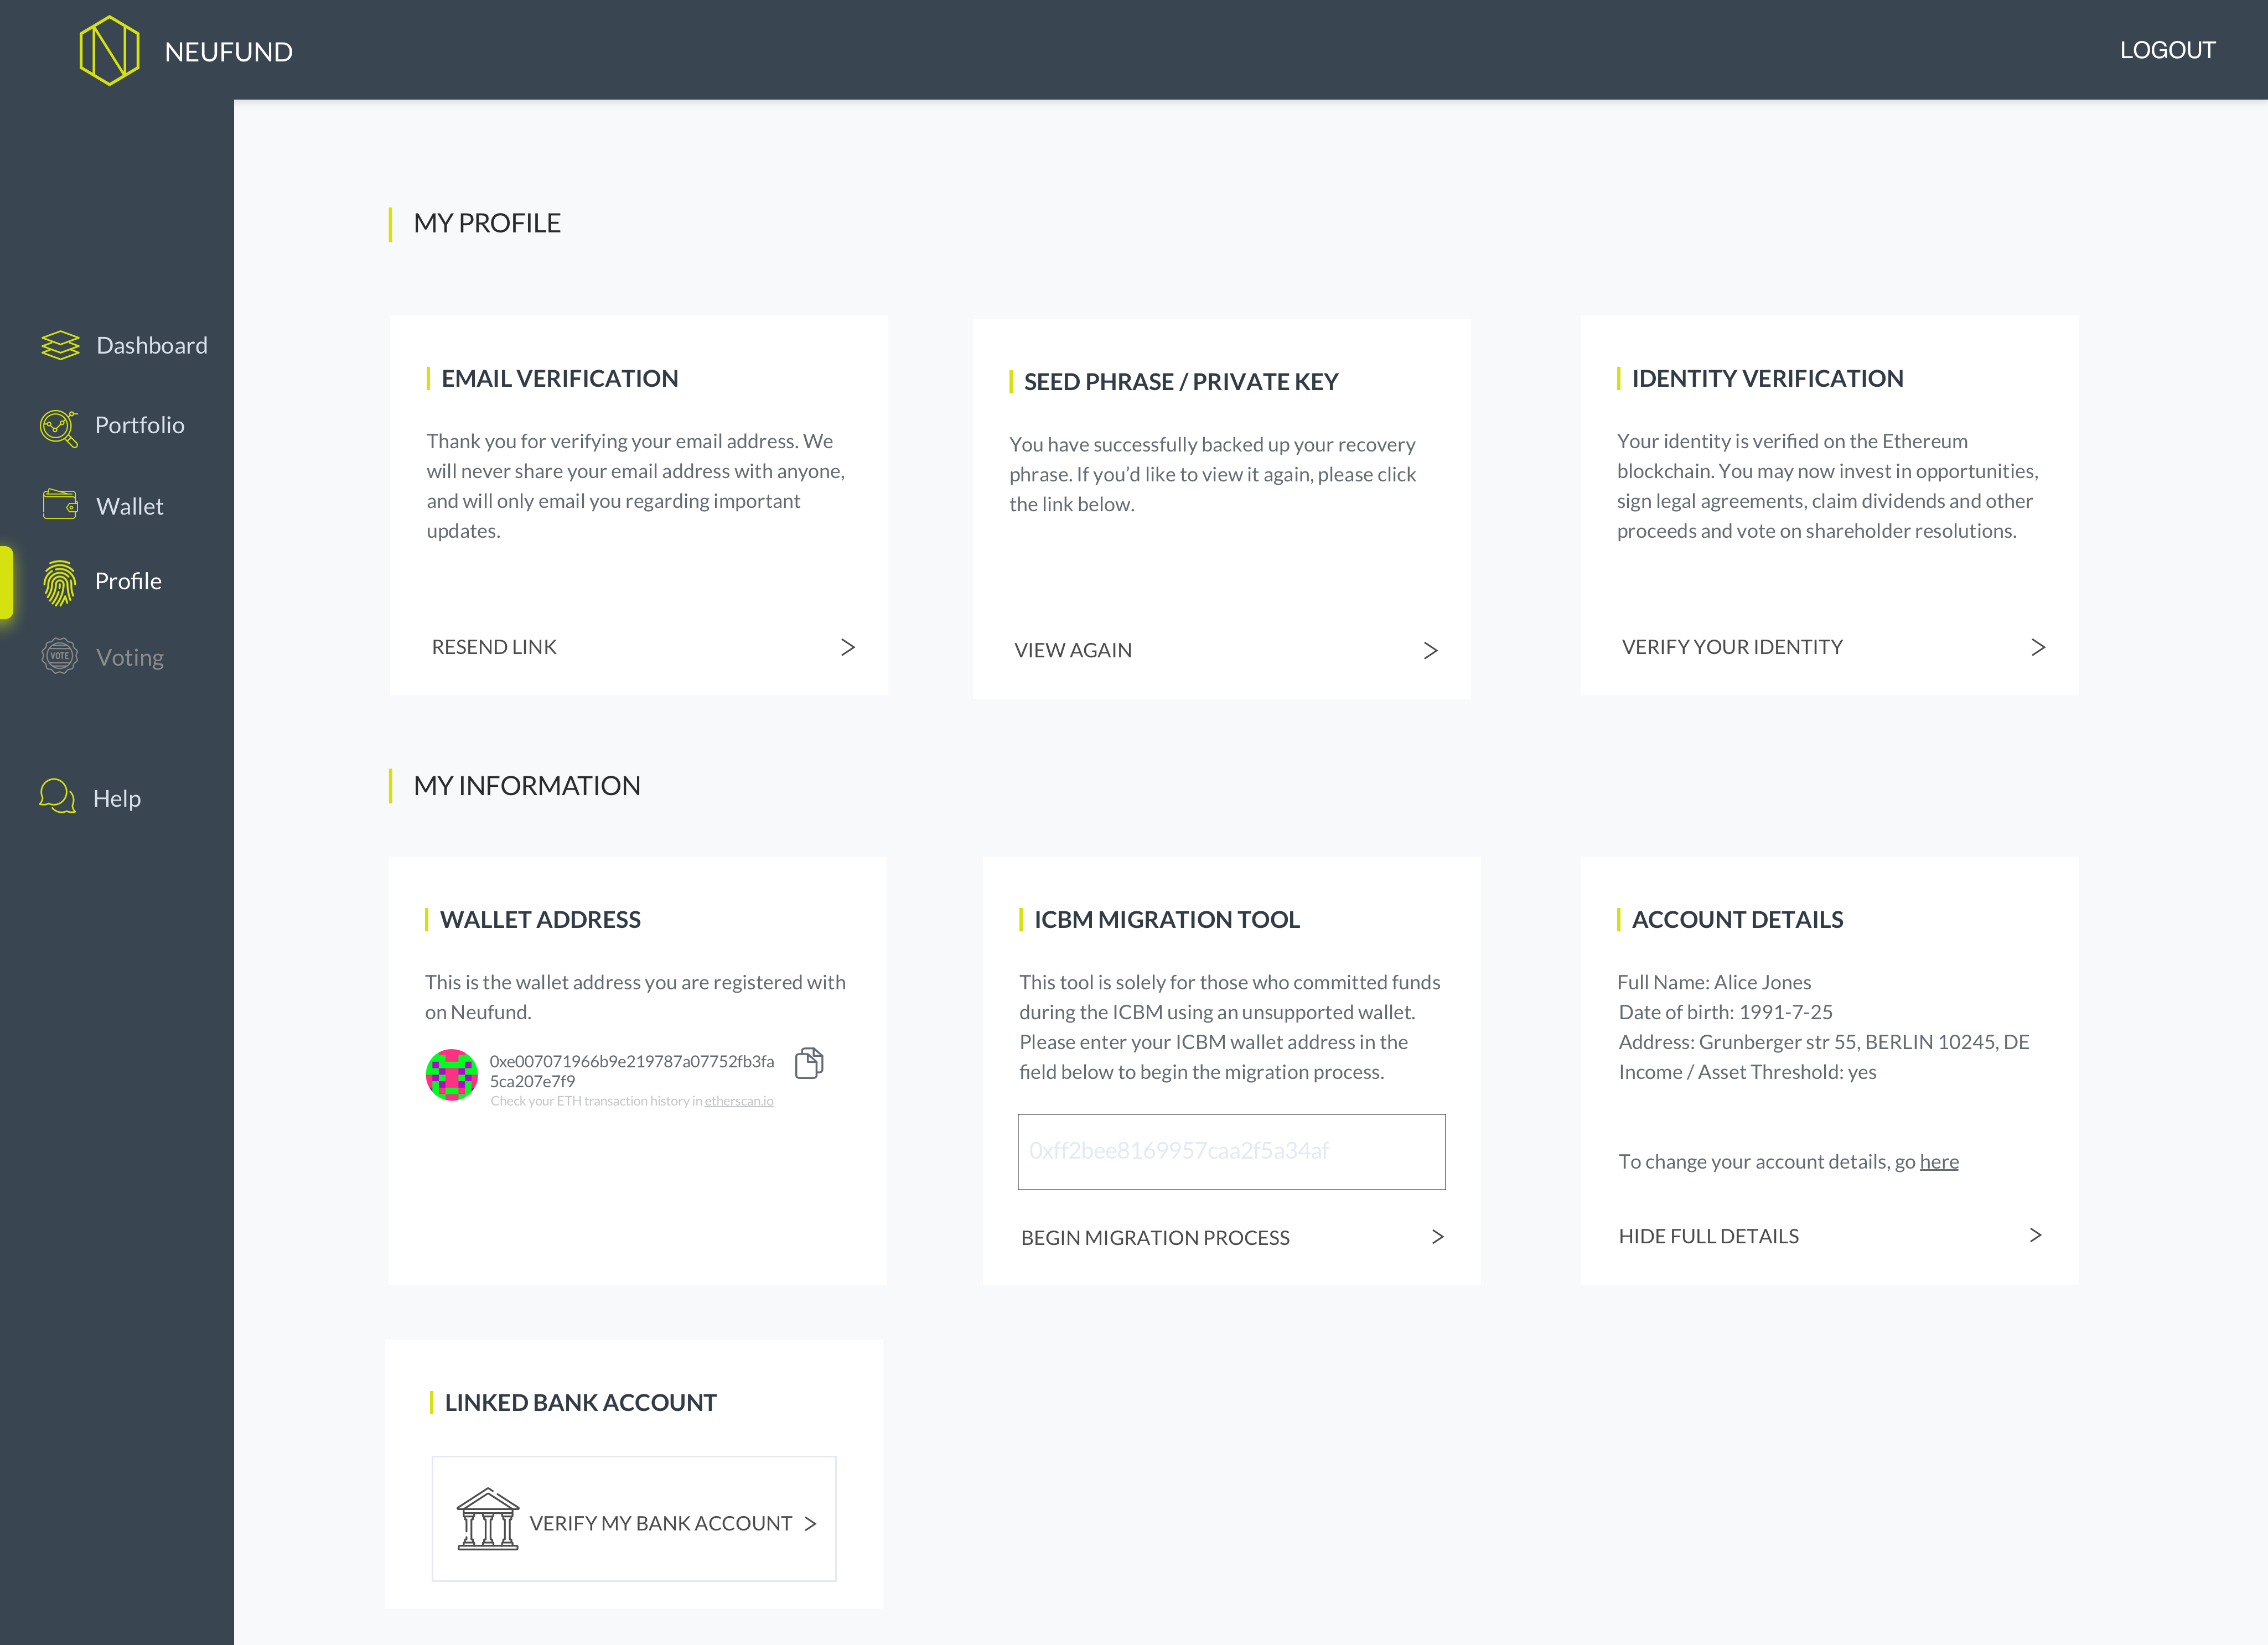 NEUFUND
LOGOUT
Dashboard
Portfolio
Wallet
Profile
VOTE
Voting
Help
MY PROFILE
EMAIL VERIFICATION
Thank you for verifying your email address. We
will never share your email address with anyone,
and will only email you regarding important
updates.
RESEND LINK
SEED PHRASE / PRIVATE KEY
You have successfully backed up your recovery
phrase. If you’d like to view it again, please click
the link below.
VIEW AGAIN
IDENTITY VERIFICATION
Your identity is verified on the Ethereum
blockchain. You may now invest in opportunities,
sign legal agreements, claim dividends and other
proceeds and vote on shareholder resolutions.
VERIFY YOUR IDENTITY
MY INFORMATION
WALLET ADDRESS
This is the wallet address you are registered with
on Neufund.
0xe007071966b9e219787a07752fb3fa
5ca207e7f9
Check your ETH transaction history in etherscan.io
ICBM MIGRATION TOOL
This tool is solely for those who committed funds
during the ICBM using an unsupported wallet.
Please enter your ICBM wallet address in the
field below to begin the migration process.
0xff2bee8169957caa2f5a34af
BEGIN MIGRATION PROCESS
ACCOUNT DETAILS
Full Name: Alice Jones
Date of birth: 1991-7-25
Address: Grunberger str 55, BERLIN 10245, DE
Income / Asset Threshold: yes
To change your account details, go here
HIDE FULL DETAILS
LINKED BANK ACCOUNT
VERIFY MY BANK ACCOUNT